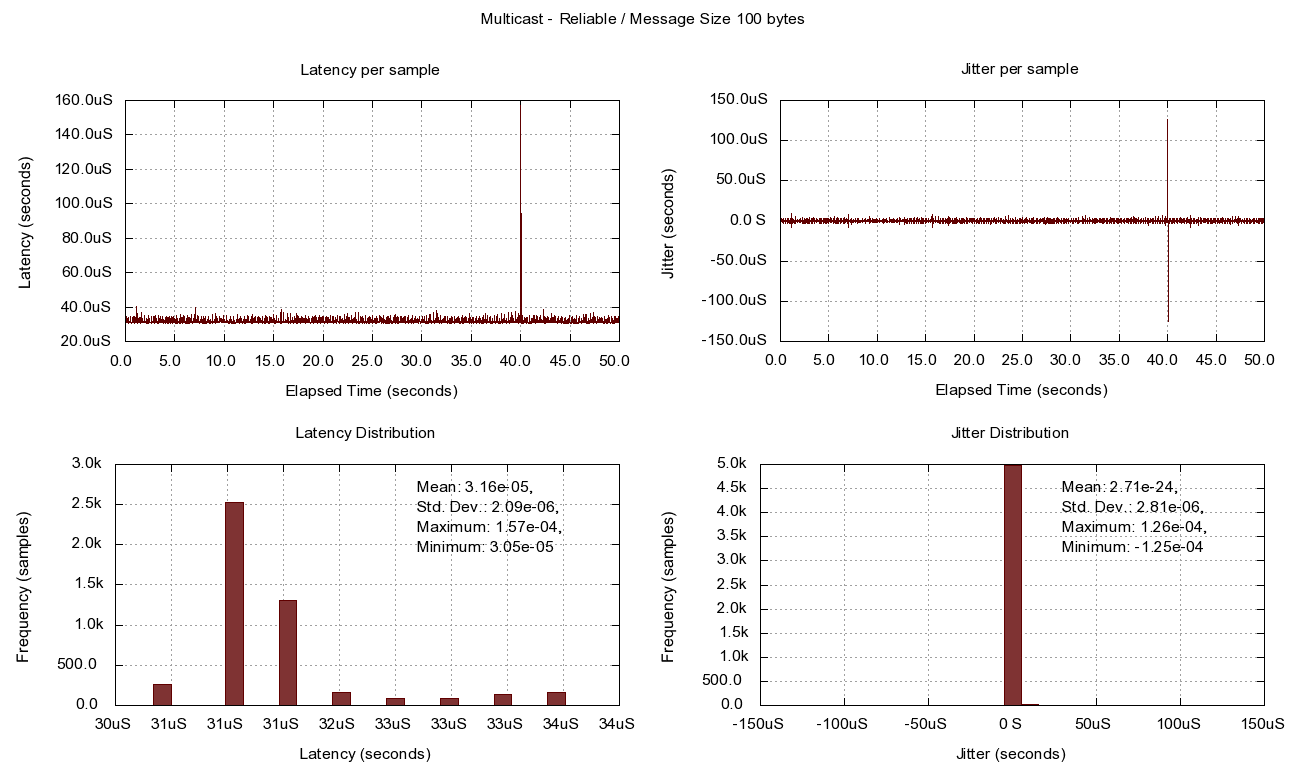 Multicast - Reliable / Message Size 100 bytes
Latency per sample
160.0uS
140.0uS
120.0uS
100.0uS
80.0uS
60.0uS
40.0uS
20.0uS
Latency (seconds)
0.0 5.0 10.0 15.0 20.0 25.0 30.0 35.0 40.0 45.0 50.0
Elapsed Time (seconds)
Jitter per sample
150.0uS
100.0uS
50.0uS
0.0 S
-50.0uS
-100.0uS
-150.0uS
Jitter (seconds)
0.0 5.0 10.0 15.0 20.0 25.0 30.0 35.0 40.0 45.0 50.0
Elapsed Time (seconds)
Latency Distribution
3.0k
2.5k
2.0k
1.5k
1.0k
500.0
0.0
Frequency (samples)
Mean: 3.16e-05,
Std. Dev.: 2.09e-06,
Maximum: 1.57e-04,
Minimum: 3.05e-05
30uS 31uS 31uS 31uS 32uS 33uS 33uS 33uS 34uS 34uS
Latency (seconds)
Jitter Distribution
5.0k
4.5k
4.0k
3.5k
3.0k
2.5k
2.0k
1.5k
1.0k
500.0
0.0
Frequency (samples)
Mean: 2.71e-24,
Std. Dev.: 2.81e-06,
Maximum: 1.26e-04,
Minimum: -1.25e-04
-150uS -100uS -50uS 0 S 50uS 100uS 150uS
Jitter (seconds)